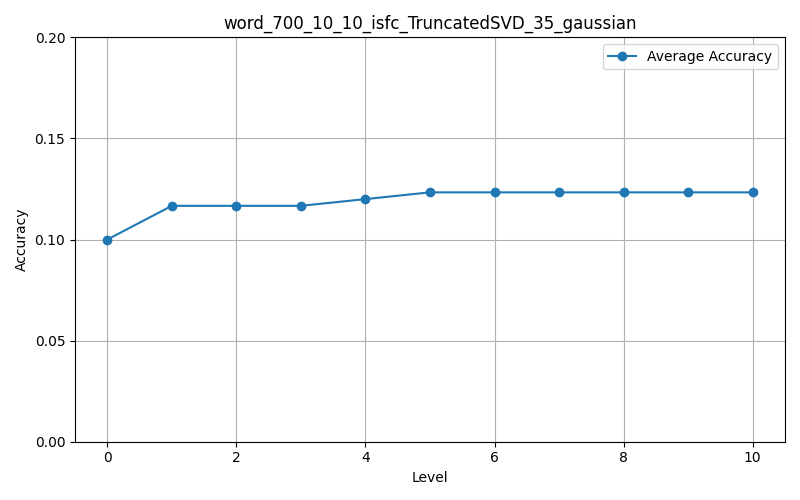 word_700_10_10_isfc_TruncatedSVD_35_gaussian
Average Accuracy
Accuracy
0.20
0.15
0.10
0.05
0.00
0 2 4 6 8 10
Level